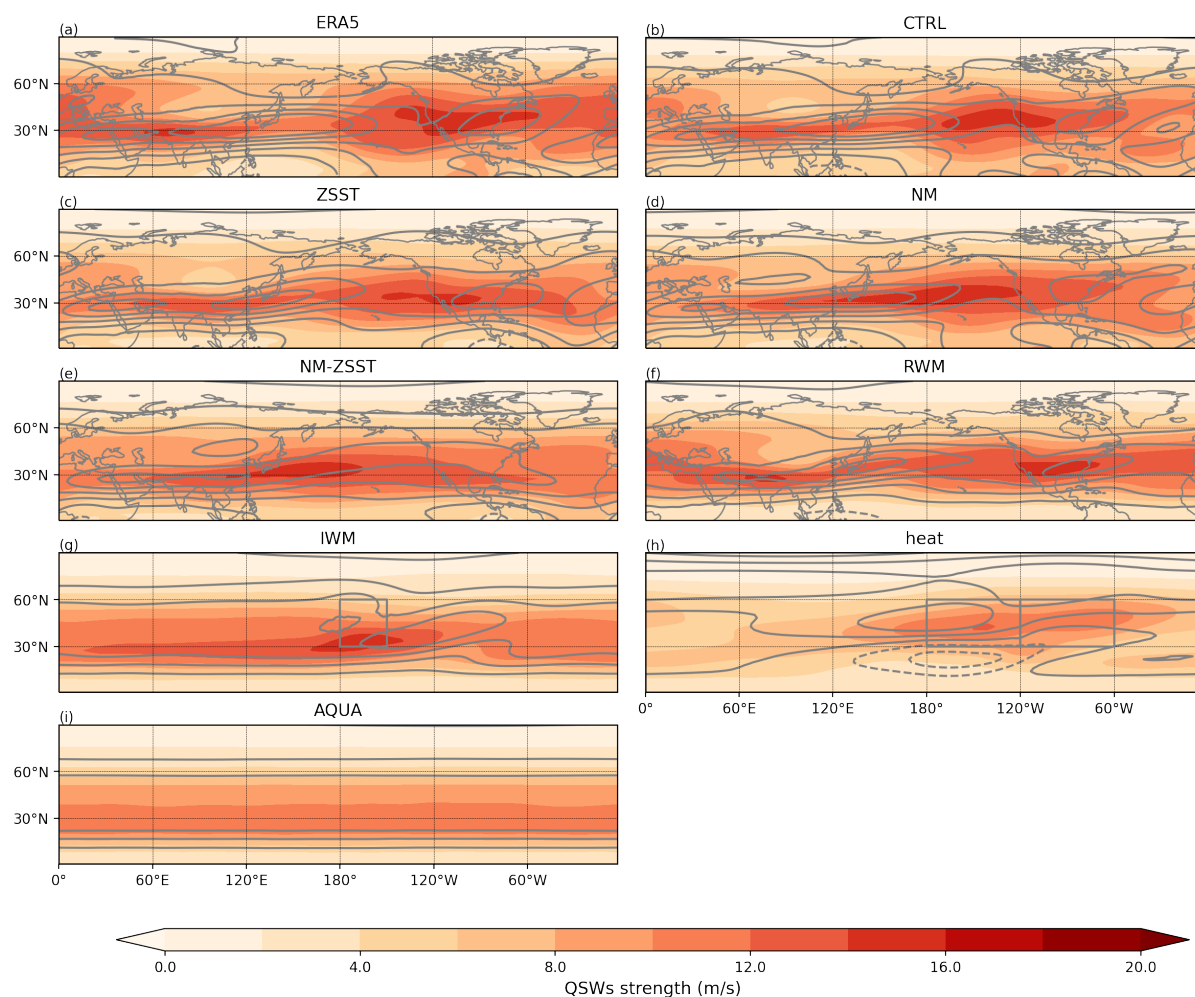 ERA5
CTRL
(a)
(b)
60°N
30°N
ZSST
NM
(c)
(d)
60°N
30°N
NM-ZSST
RWM
(e)
(f)
60°N
30°N
IWM
heat
(g)
(h)
60°N
30°N
0° 60°E 120°E 180° 120°W 60°W
AQUA
(i)
60°N
30°N
0° 60°E 120°E 180° 120°W 60°W
0.0 4.0 8.0 12.0 16.0 20.0
QSWs strength (m/s)